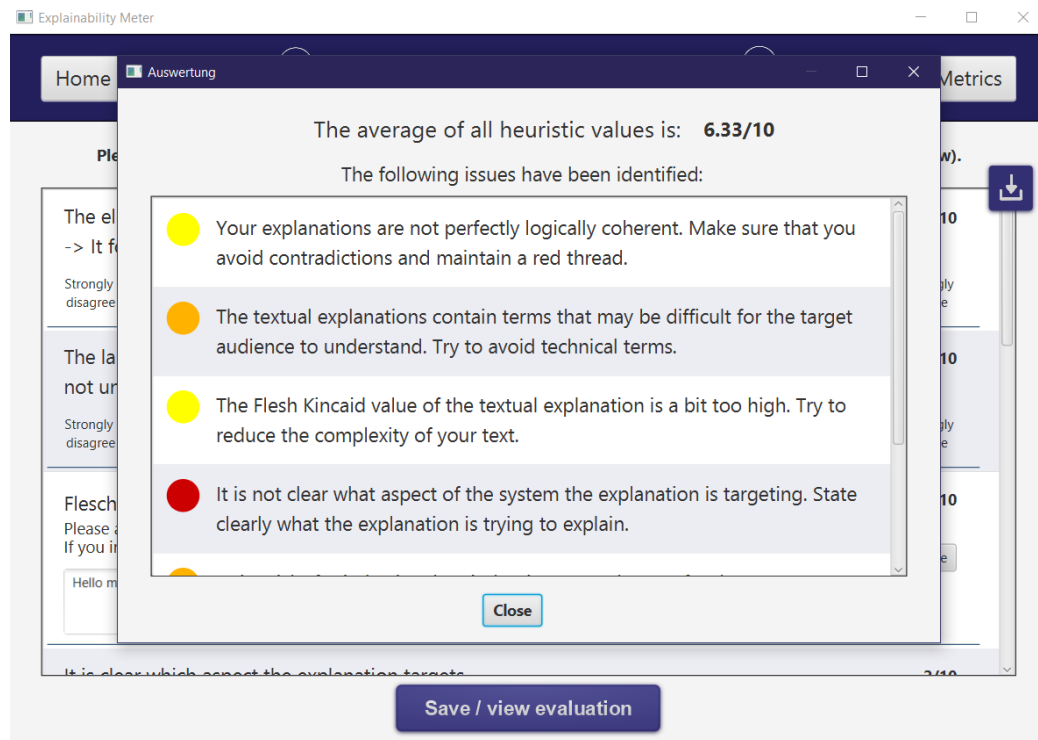 Explainability Meter
Home
Metrics
Auswertung
The average of all heuristic values is: 6.33/10
The following issues have been identified:
Your explanations are not perfectly logically coherent. Make sure that you
avoid contradictions and maintain a red thread.
The textual explanations contain terms that may be difficult for the target
audience to understand. Try to avoid technical terms.
The Flesh Kincaid value of the textual explanation is a bit too high. Try to
reduce the complexity of your text.
It is not clear what aspect of the system the explanation is targeting. State
clearly what the explanation is trying to explain.
Close
The
10
-> It
Strongly
disagree
The
10
not
Strongly
disagree
10
Please
If you
Hello
It is clear which aspect the explanation targets
Save / view evaluation